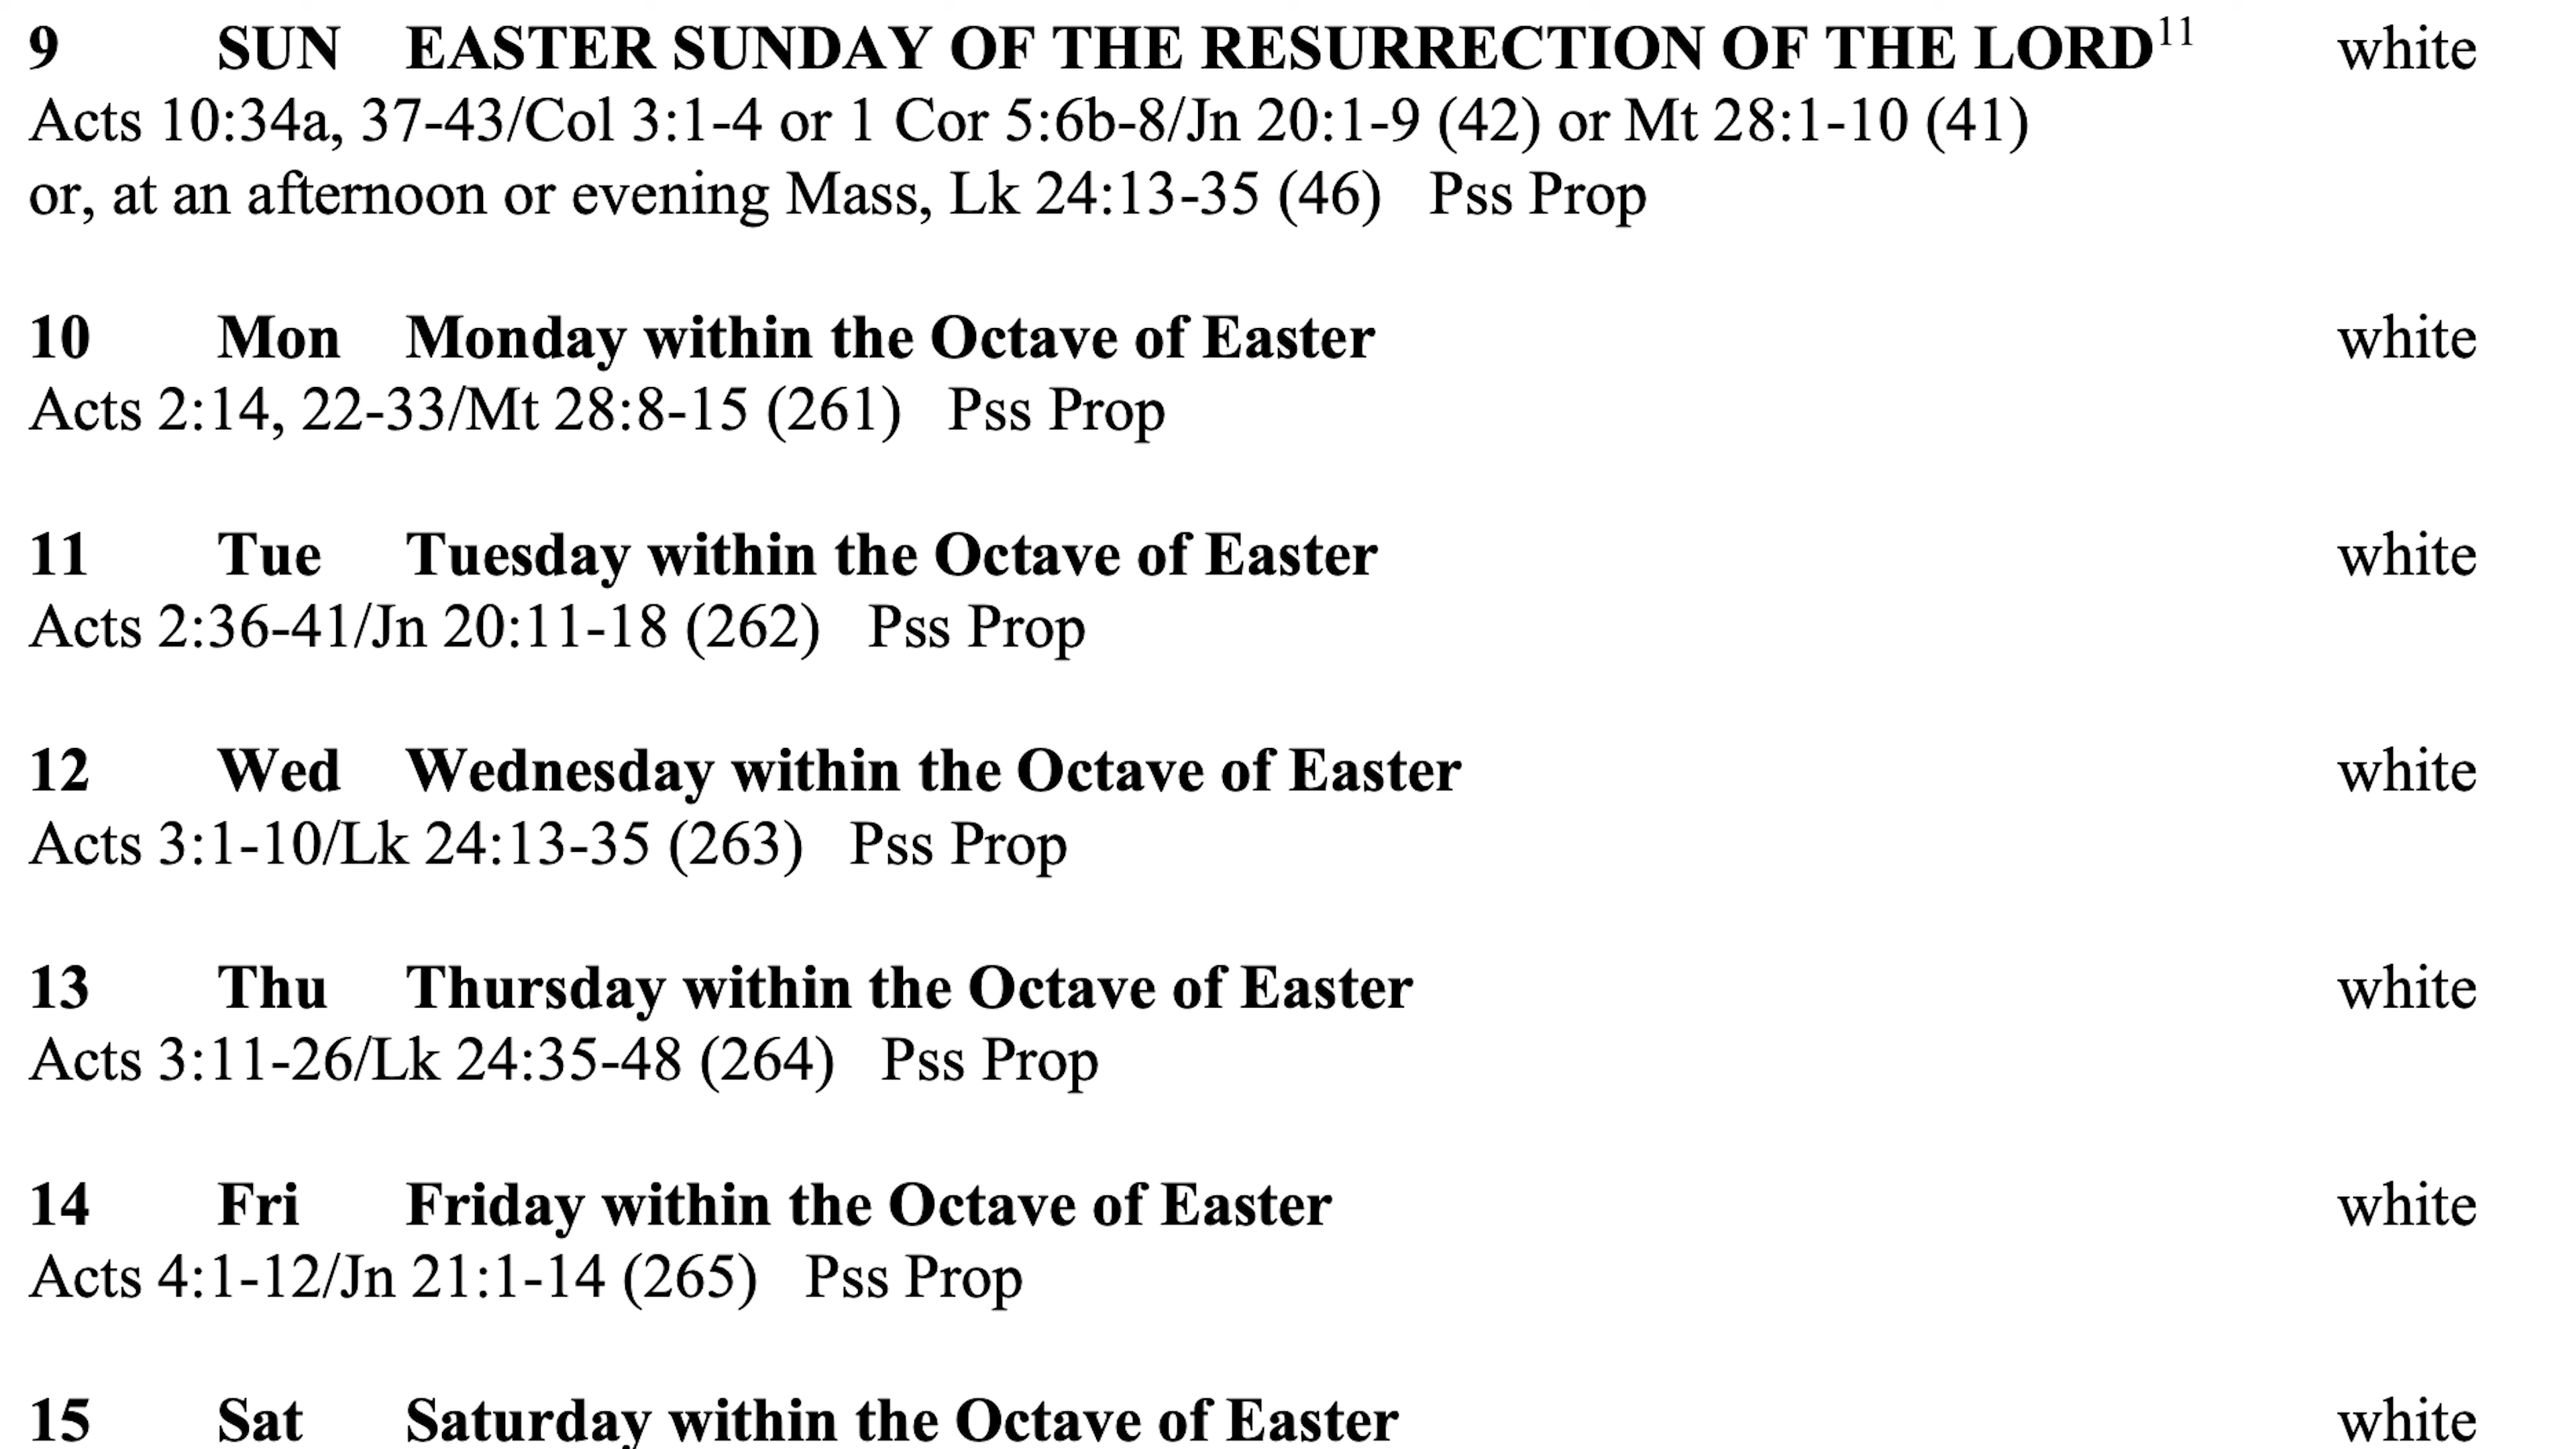 9 SUN EASTER SUNDAY OF THE RESURRECTION OF THE LORD¹¹ white
Acts 10:34a, 37-43/Col 3:1-4 or 1 Cor 5:6b-8/Jn 20:1-9 (42) or Mt 28:1-10 (41)
or, at an afternoon or evening Mass, Lk 24:13-35 (46) Pss Prop
10 Mon Monday within the Octave of Easter white
Acts 2:14, 22-33/Mt 28:8-15 (261) Pss Prop
11 Tue Tuesday within the Octave of Easter white
Acts 2:36-41/Jn 20:11-18 (262) Pss Prop
12 Wed Wednesday within the Octave of Easter white
Acts 3:1-10/Lk 24:13-35 (263) Pss Prop
13 Thu Thursday within the Octave of Easter white
Acts 3:11-26/Lk 24:35-48 (264) Pss Prop
14 Fri Friday within the Octave of Easter white
Acts 4:1-12/Jn 21:1-14 (265) Pss Prop
15 Sat Saturday within the Octave of Easter white